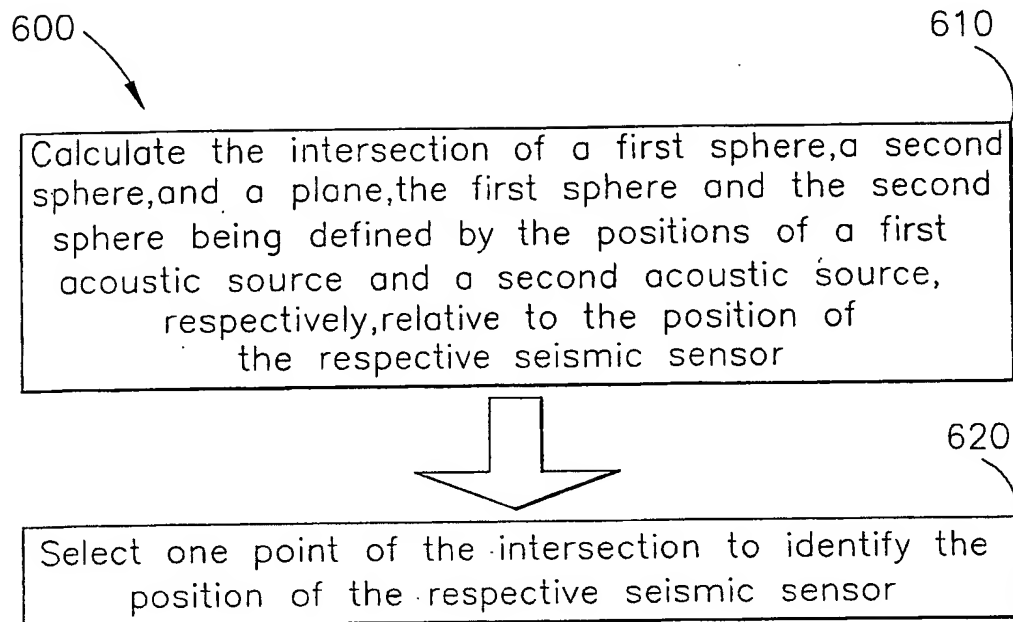 600
610
Calculate the intersection of a first sphere,a second
sphere,and a plane,the first sphere and the second
sphere being defined by the positions of a first
acoustic source and a second acoustic source,
respectively,relative to the position of
the respective seismic sensor
620
Select one point of the intersection to identify the
position of the respective seismic sensor